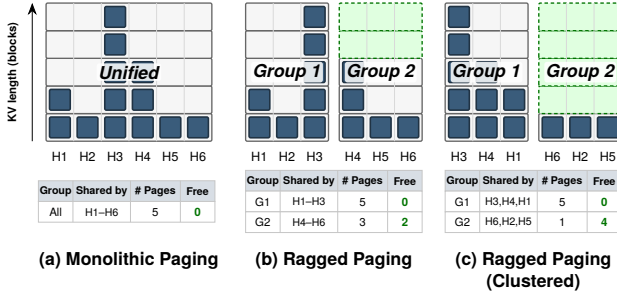 KV length (blocks)
Unified
H1 H2 H3 H4 H5 H6
Group Shared by # Pages Free
All H1–H6 5 0
(a) Monolithic Paging
Group 1 Group 2
H1 H2 H3 H4 H5 H6
Group Shared by # Pages Free
G1 H1–H3 5 0
G2 H4–H6 3 2
(b) Ragged Paging
Group 1 Group 2
H3 H4 H1 H6 H2 H5
Group Shared by # Pages Free
G1 H3,H4,H1 5 0
G2 H6,H2,H5 1 4
(c) Ragged Paging
(Clustered)